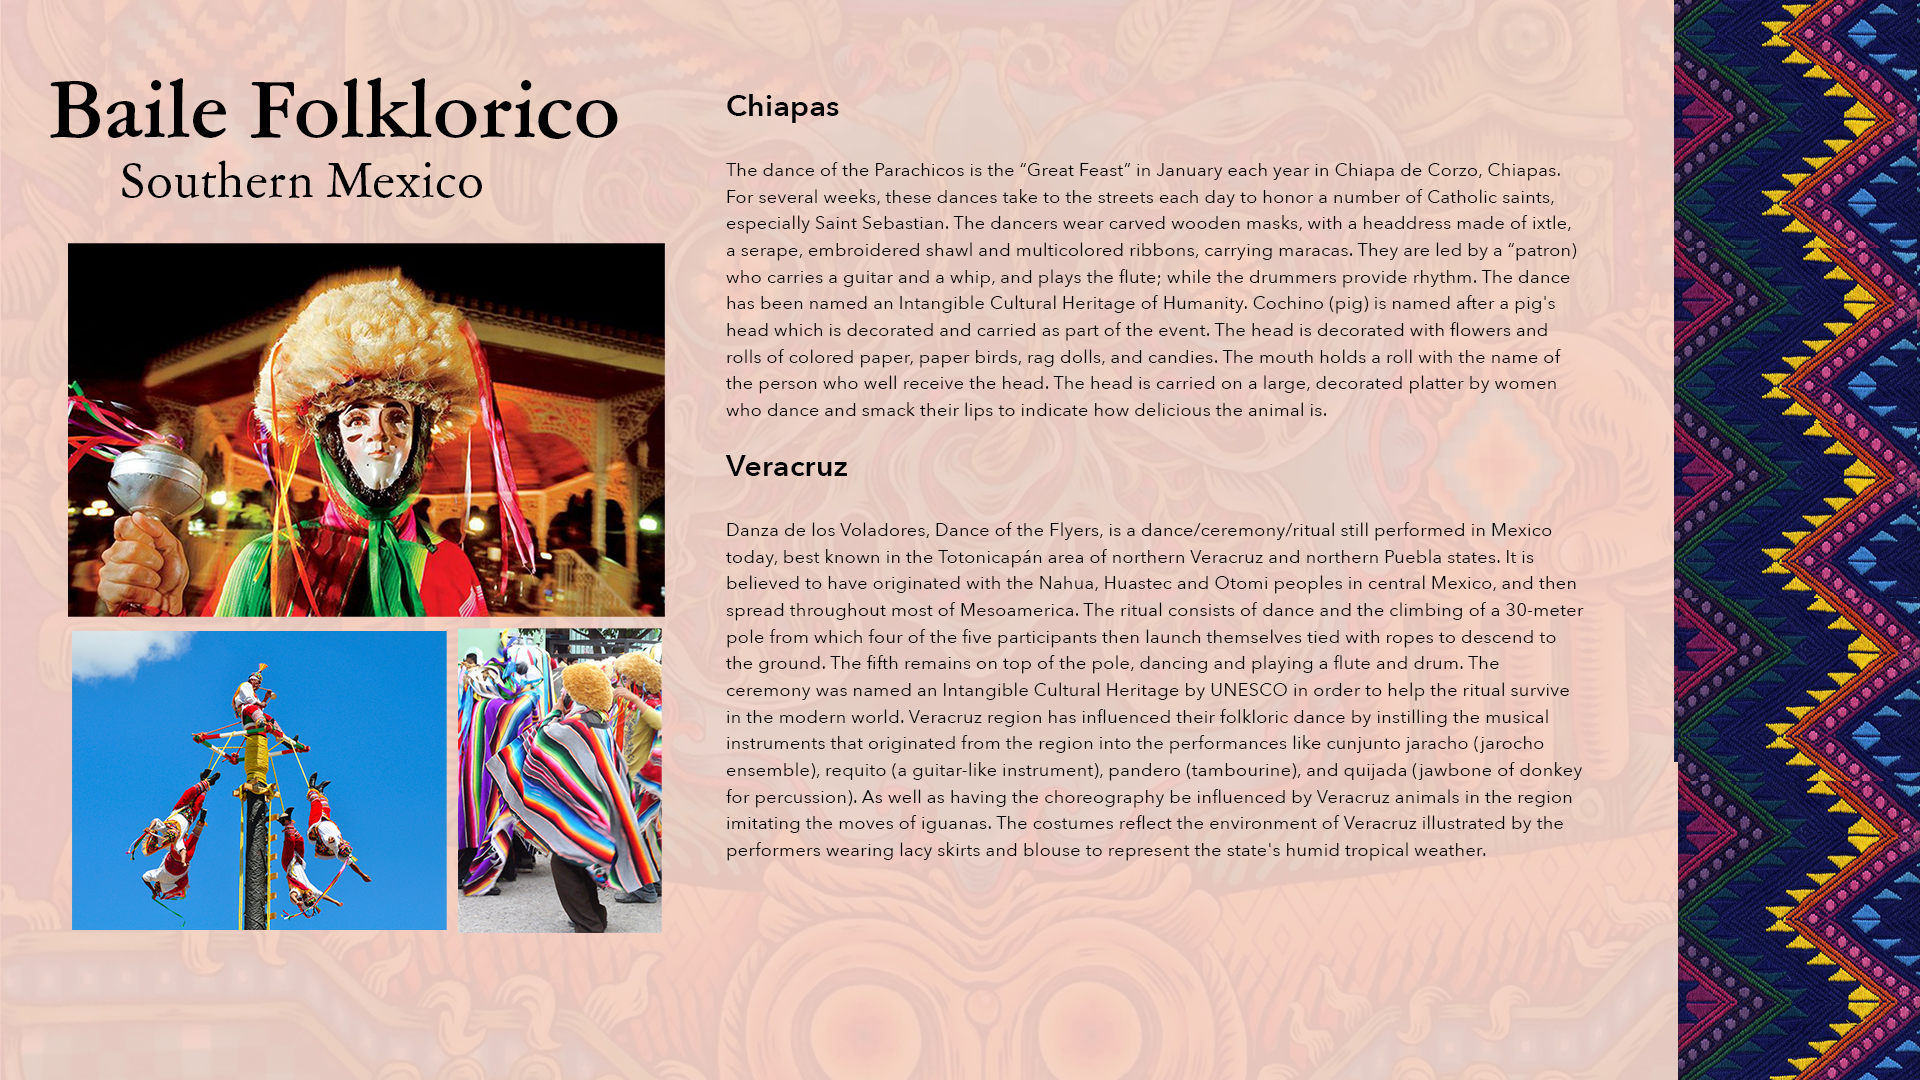 Baile Folklorico
Southern Mexico
Chiapas
The dance of the Parachicos is the “Great Feast” in January each year in Chiapa de Corzo, Chiapas.
For several weeks, these dances take to the streets each day to honor a number of Catholic saints,
especially Saint Sebastian. The dancers wear carved wooden masks, with a headdress made of ixtle,
a serape, embroidered shawl and multicolored ribbons, carrying maracas. They are led by a “patron)
who carries a guitar and a whip, and plays the flute; while the drummers provide rhythm. The dance
has been named an Intangible Cultural Heritage of Humanity. Cochino (pig) is named after a pig's
head which is decorated and carried as part of the event. The head is decorated with flowers and
rolls of colored paper, paper birds, rag dolls, and candies. The mouth holds a roll with the name of
the person who well receive the head. The head is carried on a large, decorated platter by women
who dance and smack their lips to indicate how delicious the animal is.
Veracruz
Danza de los Voladores, Dance of the Flyers, is a dance/ceremony/ritual still performed in Mexico
today, best known in the Totonicapán area of northern Veracruz and northern Puebla states. It is
believed to have originated with the Nahua, Huastec and Otomi peoples in central Mexico, and then
spread throughout most of Mesoamerica. The ritual consists of dance and the climbing of a 30-meter
pole from which four of the five participants then launch themselves tied with ropes to descend to
the ground. The fifth remains on top of the pole, dancing and playing a flute and drum. The
ceremony was named an Intangible Cultural Heritage by UNESCO in order to help the ritual survive
in the modern world. Veracruz region has influenced their folkloric dance by instilling the musical
instruments that originated from the region into the performances like cunjunto jaracho (jarocho
ensemble), requito (a guitar-like instrument), pandero (tambourine), and quijada (jawbone of donkey
for percussion). As well as having the choreography be influenced by Veracruz animals in the region
imitating the moves of iguanas. The costumes reflect the environment of Veracruz illustrated by the
performers wearing lacy skirts and blouse to represent the state's humid tropical weather.